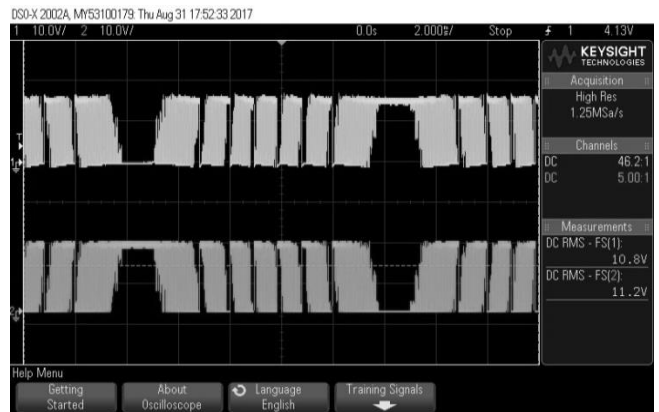 DSO-X 2002A, MY53100179: Thu Aug 31 17:52:33 2017
1 10.0V/ 2 10.0V/ 0.0s 2.000s/ Stop 1 4.13V
KEYSIGHT
TECHNOLOGIES
Acquisition
High Res
1.25MSa/s
Channels
DC 46.2:1
DC 5.00:1
Measurements
DC RMS - FS(1):
10.8V
DC RMS - FS(2):
11.2V
T
1
2
Help Menu
Getting
Started
About
Oscilloscope
Language
English
Training Signals